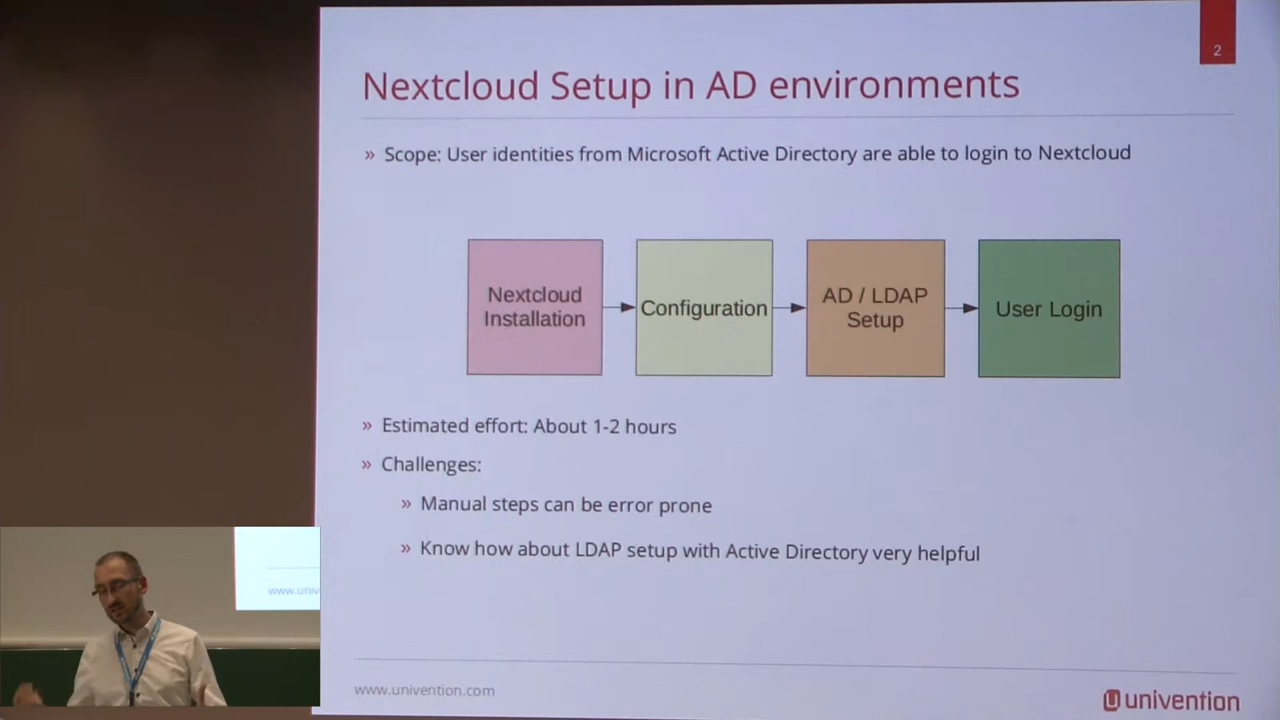 2
Nextcloud Setup in AD environments
» Scope: User identities from Microsoft Active Directory are able to login to Nextcloud
Nextcloud
Installation
Configuration
AD / LDAP
Setup
User Login
» Estimated effort: About 1-2 hours
» Challenges:
» Manual steps can be error prone
» Know how about LDAP setup with Active Directory very helpful
www.univ
www.univention.com
univention